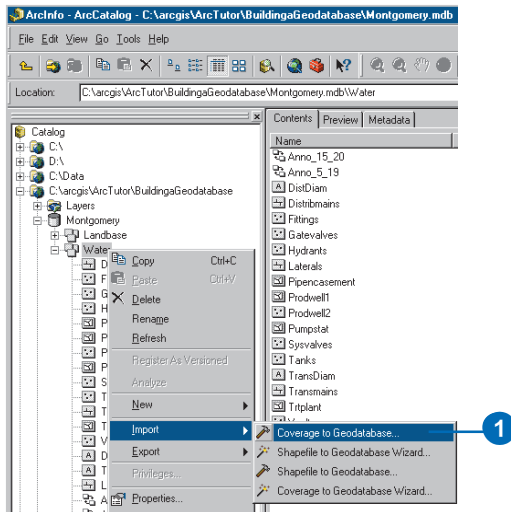 ArcInfo - ArcCatalog - C:\arcgis\ArcTutor\BuildingaGeodatabase\Montgomery.mdb
File Edit View Go Tools Help
Location: C:\arcgis\ArcTutor\BuildingaGeodatabase\Montgomery.mdb\Water
Catalog
C:\
D:\
C:\Data
C:\arcgis\ArcTutor\BuildingaGeodatabase
Layers
Montgomery
Landbase
Water
D
F
G
H
P
P
P
P
S
T
T
T
V
A D
A T
L
A
Copy Ctrl+C
Paste Ctrl+V
Delete
Rename
Refresh
Register As Versioned
Analyze
New
Import
Export
Privileges...
Properties...
Coverage to Geodatabase...
Shapefile to Geodatabase Wizard...
Shapefile to Geodatabase...
Coverage to Geodatabase Wizard...
1
Contents Preview Metadata
Name
Anno_15_20
Anno_5_19
A DistDiam
Distribmains
Fittings
Gatevalves
Hydrants
Laterals
Pipencasement
Prodwell1
Prodwell2
Pumpstat
Sysvalves
Tanks
A TransDiam
Transmains
Trtplant